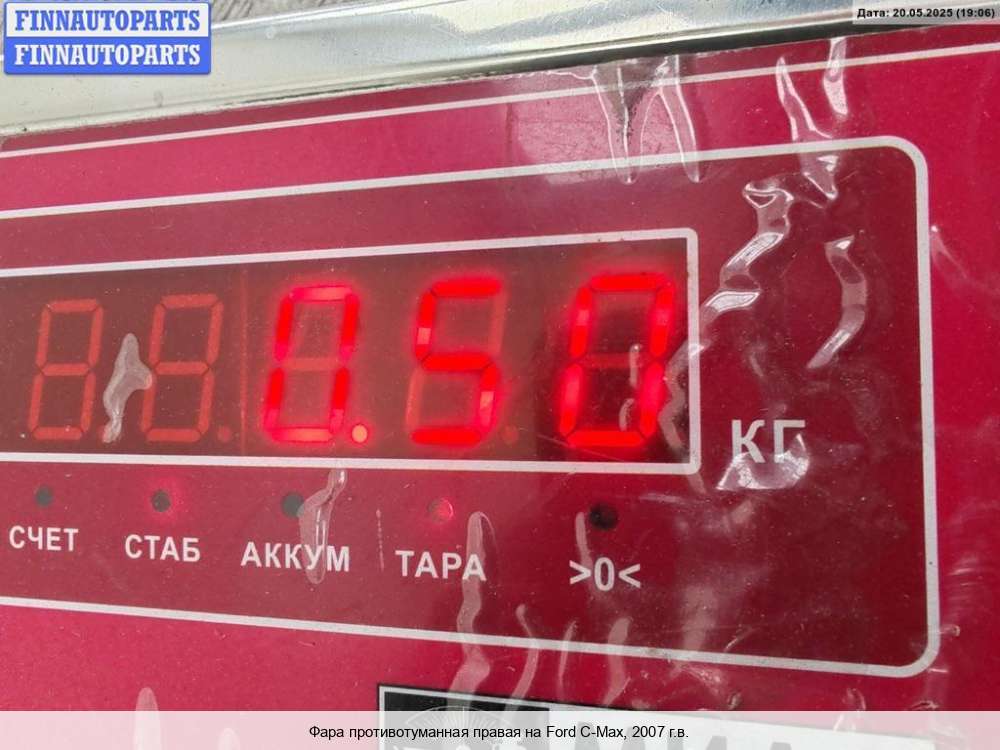 FINNAUTOPARTS
FINNAUTOPARTS
Дата: 20.05.2025 (19:06)
0.50
КГ
СЧЕТ СТАБ АККУМ ТАРА >0<
Фара противотуманная правая на Ford C-Max, 2007 г.в.